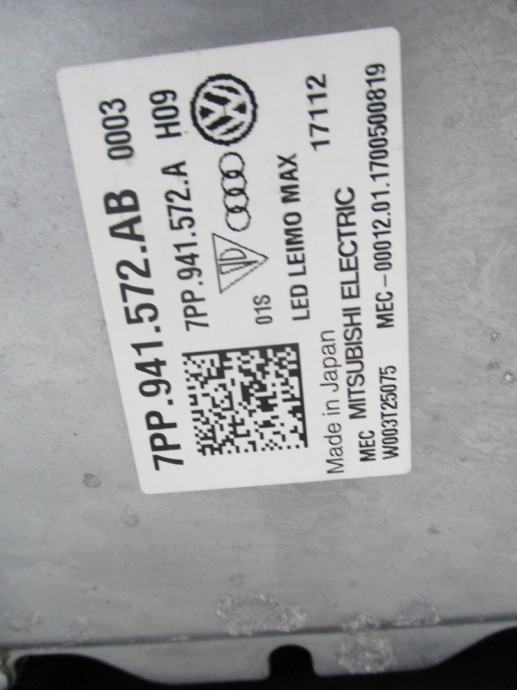 7PP.941.572.AB 0003
7PP.941.572.A H09
01S
LED LEIMO MAX 17112
Made in Japan
MEC MITSUBISHI ELECTRIC
W003T25075 MEC-00012.01.1700500819